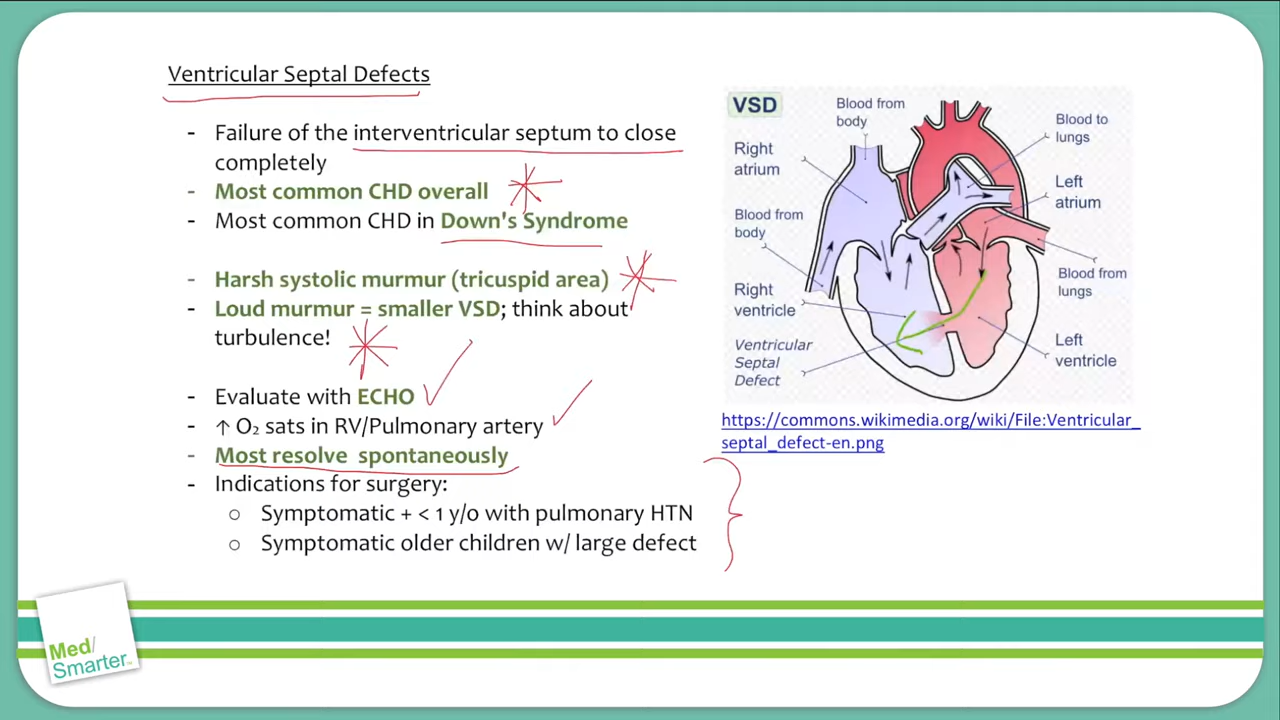 Ventricular Septal Defects
- Failure of the interventricular septum to close
completely
- Most common CHD overall
- Most common CHD in Down's Syndrome
- Harsh systolic murmur (tricuspid area)
- Loud murmur = smaller VSD; think about
turbulence!
- Evaluate with ECHO
- ↑ O₂ sats in RV/Pulmonary artery
- Most resolve spontaneously
- Indications for surgery:
○ Symptomatic + < 1 y/o with pulmonary HTN
○ Symptomatic older children w/ large defect
VSD
Blood from
body
Blood to
lungs
Right
atrium
Left
atrium
Blood from
body
Blood from
lungs
Right
ventricle
Left
ventricle
Ventricular
Septal
Defect
https://commons.wikimedia.org/wiki/File:Ventricular_
septal_defect-en.png
Med/
Smarter™